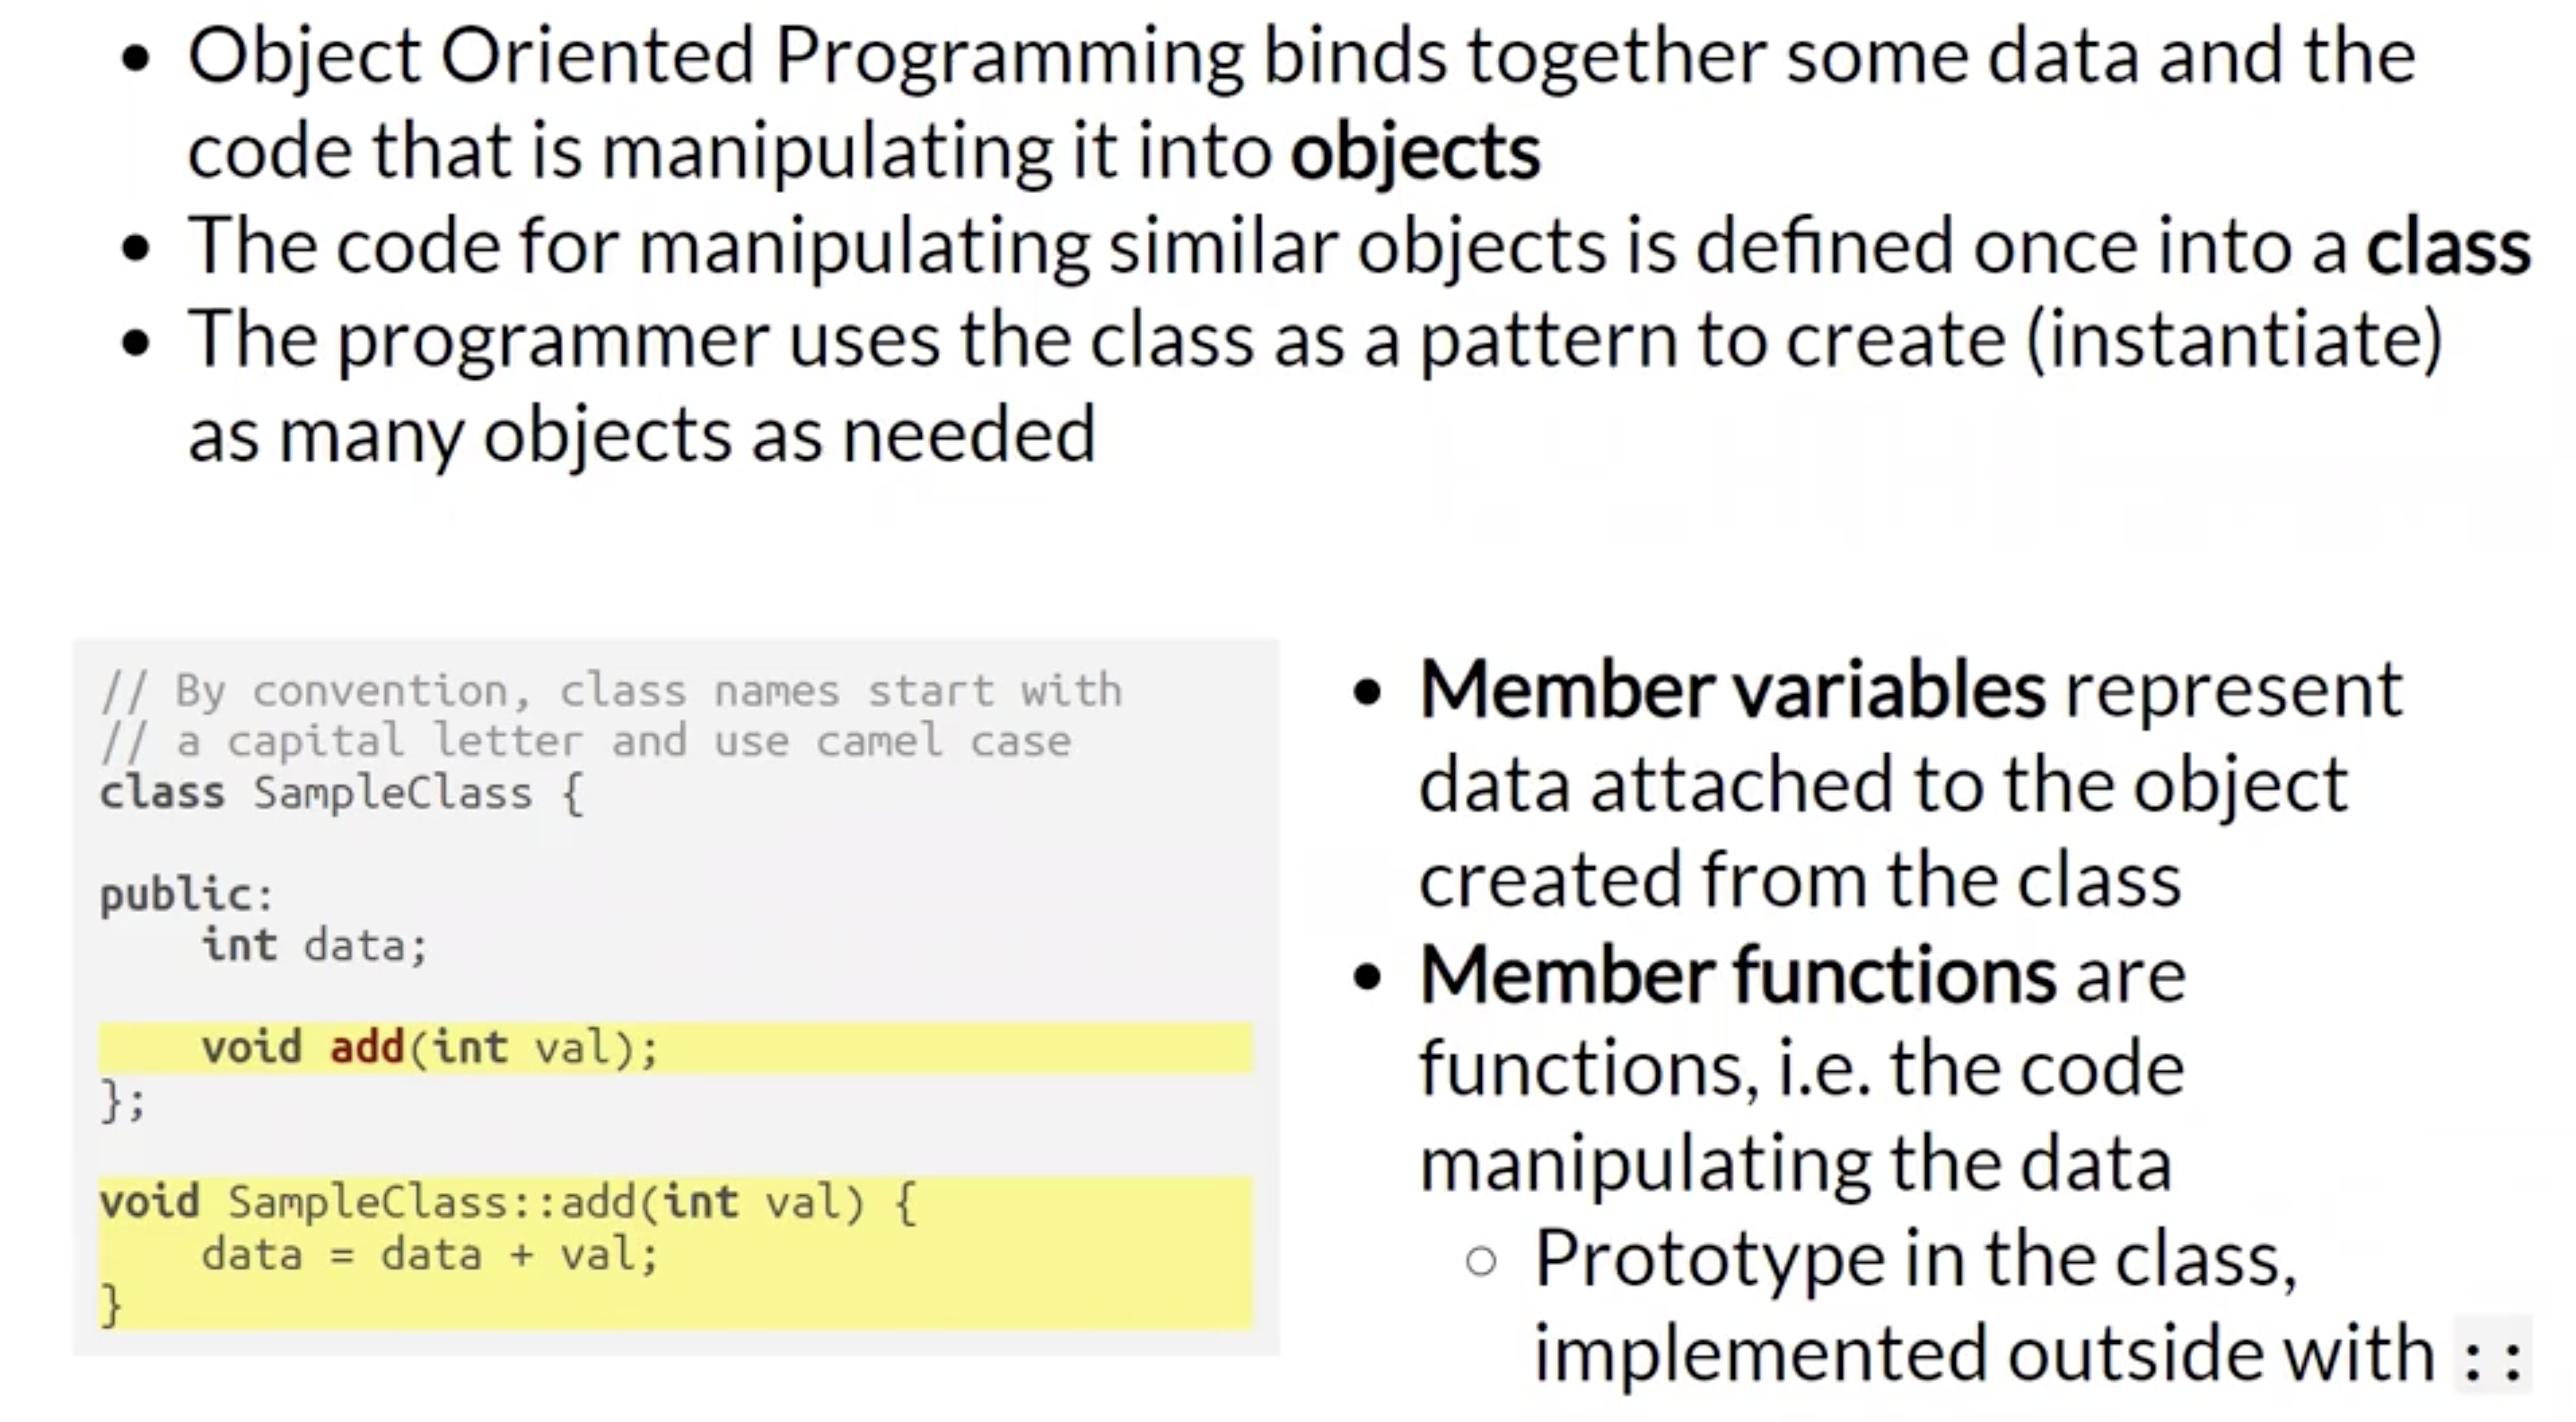 Object Oriented Programming binds together some data and the
code that is manipulating it into objects
The code for manipulating similar objects is defined once into a class
The programmer uses the class as a pattern to create (instantiate)
as many objects as needed
// By convention, class names start with
// a capital letter and use camel case
class SampleClass {
public:
    int data;
    void add(int val);
};
void SampleClass::add(int val) {
    data = data + val;
}
Member variables represent
data attached to the object
created from the class
Member functions are
functions, i.e. the code
manipulating the data
Prototype in the class,
implemented outside with ::